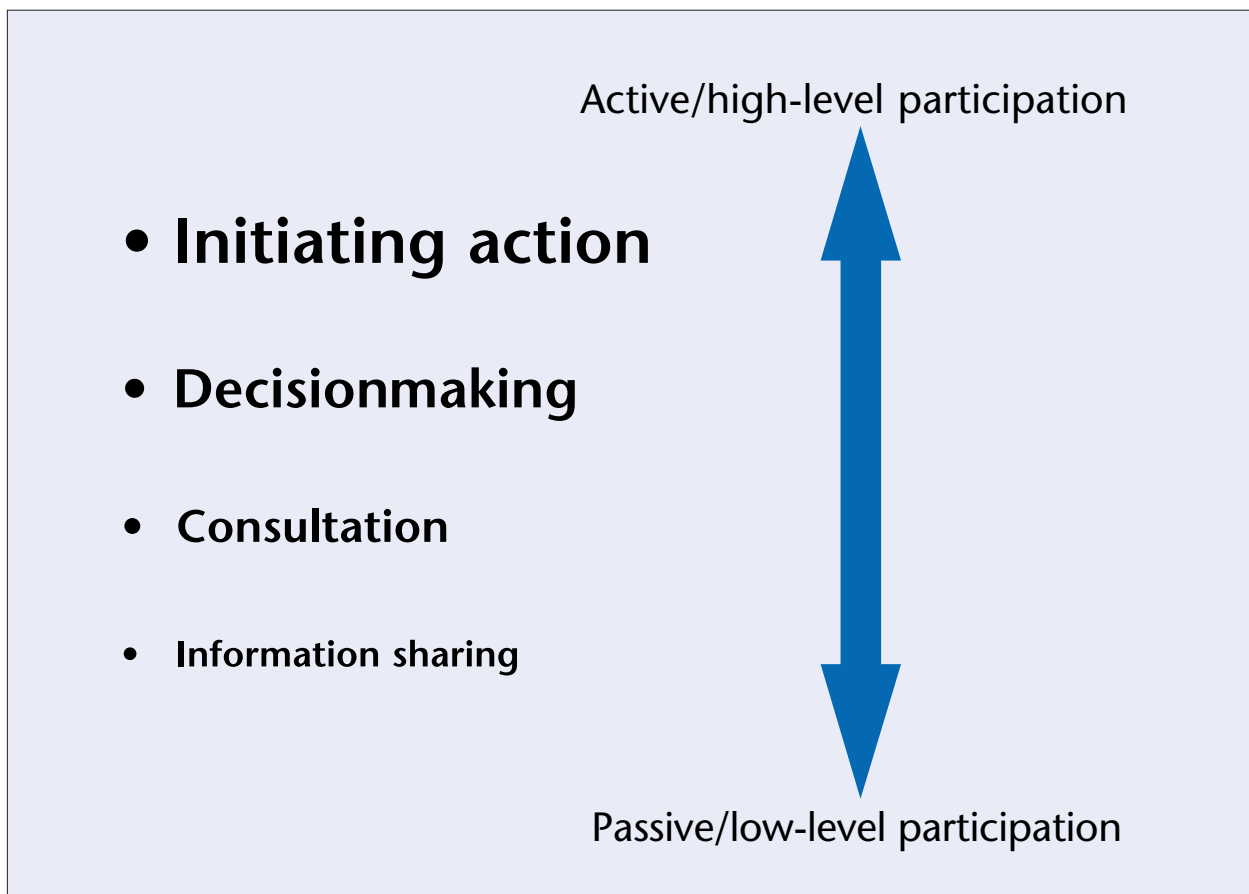 Active/high-level participation
• Initiating action
• Decisionmaking
• Consultation
• Information sharing
Passive/low-level participation